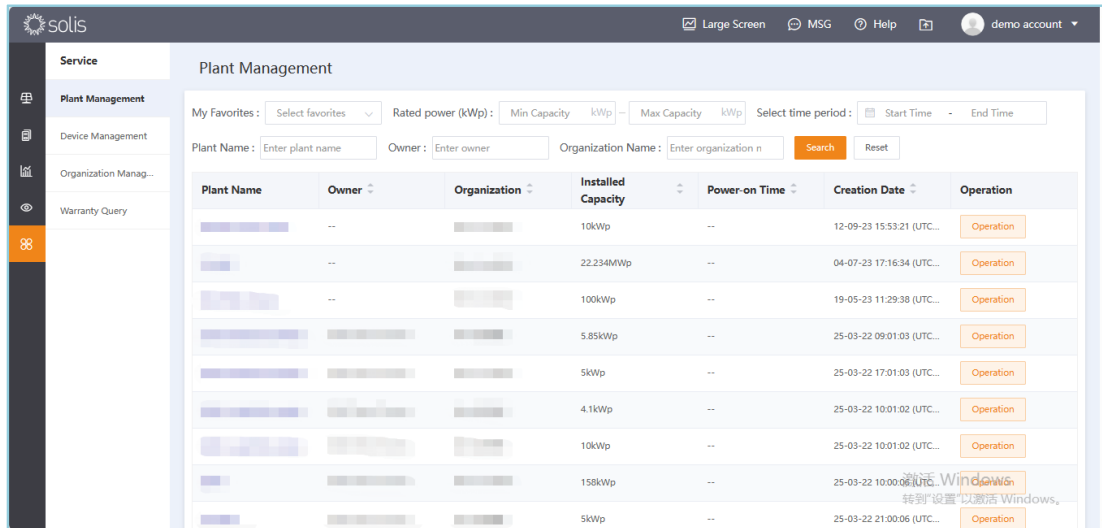 solis
Large Screen MSG Help demo account
Service
Plant Management
Device Management
Organization Manag...
Warranty Query
Plant Management
My Favorites : Select favorites Rated power (kWp) : Min Capacity kWp – Max Capacity kWp Select time period : Start Time - End Time
Plant Name : Enter plant name Owner : Enter owner Organization Name : Enter organization n Search Reset
Plant Name Owner Organization Installed Capacity Power-on Time Creation Date Operation
-- 10kWp -- 12-09-23 15:53:21 (UTC... Operation
-- 22.234MWp -- 04-07-23 17:16:34 (UTC... Operation
-- 100kWp -- 19-05-23 11:29:38 (UTC... Operation
5.85kWp -- 25-03-22 09:01:03 (UTC... Operation
5kWp -- 25-03-22 17:01:03 (UTC... Operation
4.1kWp -- 25-03-22 10:01:02 (UTC... Operation
10kWp -- 25-03-22 10:01:02 (UTC... Operation
158kWp -- 25-03-22 10:00:06 (UTC... Operation
5kWp -- 25-03-22 21:00:06 (UTC... Operation
激活 Windows
转到"设置"以激活 Windows。